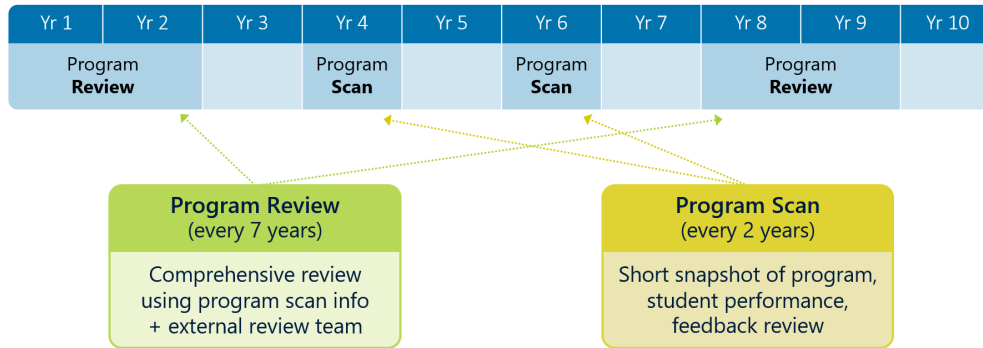 Yr 1 Yr 2 Yr 3 Yr 4 Yr 5 Yr 6 Yr 7 Yr 8 Yr 9 Yr 10
Program Program Program Program
Review Scan Scan Review
Program Review
(every 7 years)
Comprehensive review
using program scan info
+ external review team
Program Scan
(every 2 years)
Short snapshot of program,
student performance,
feedback review